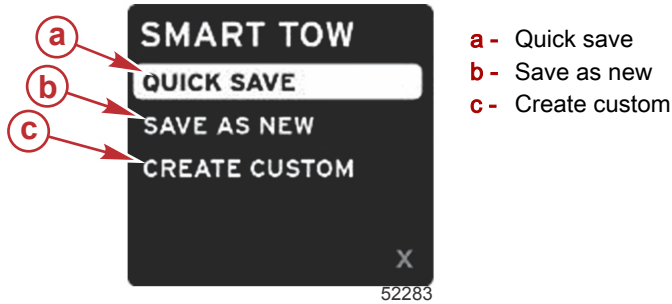 SMART TOW
a QUICK SAVE
b SAVE AS NEW
c CREATE CUSTOM
X
52283
a - Quick save
b - Save as new
c - Create custom